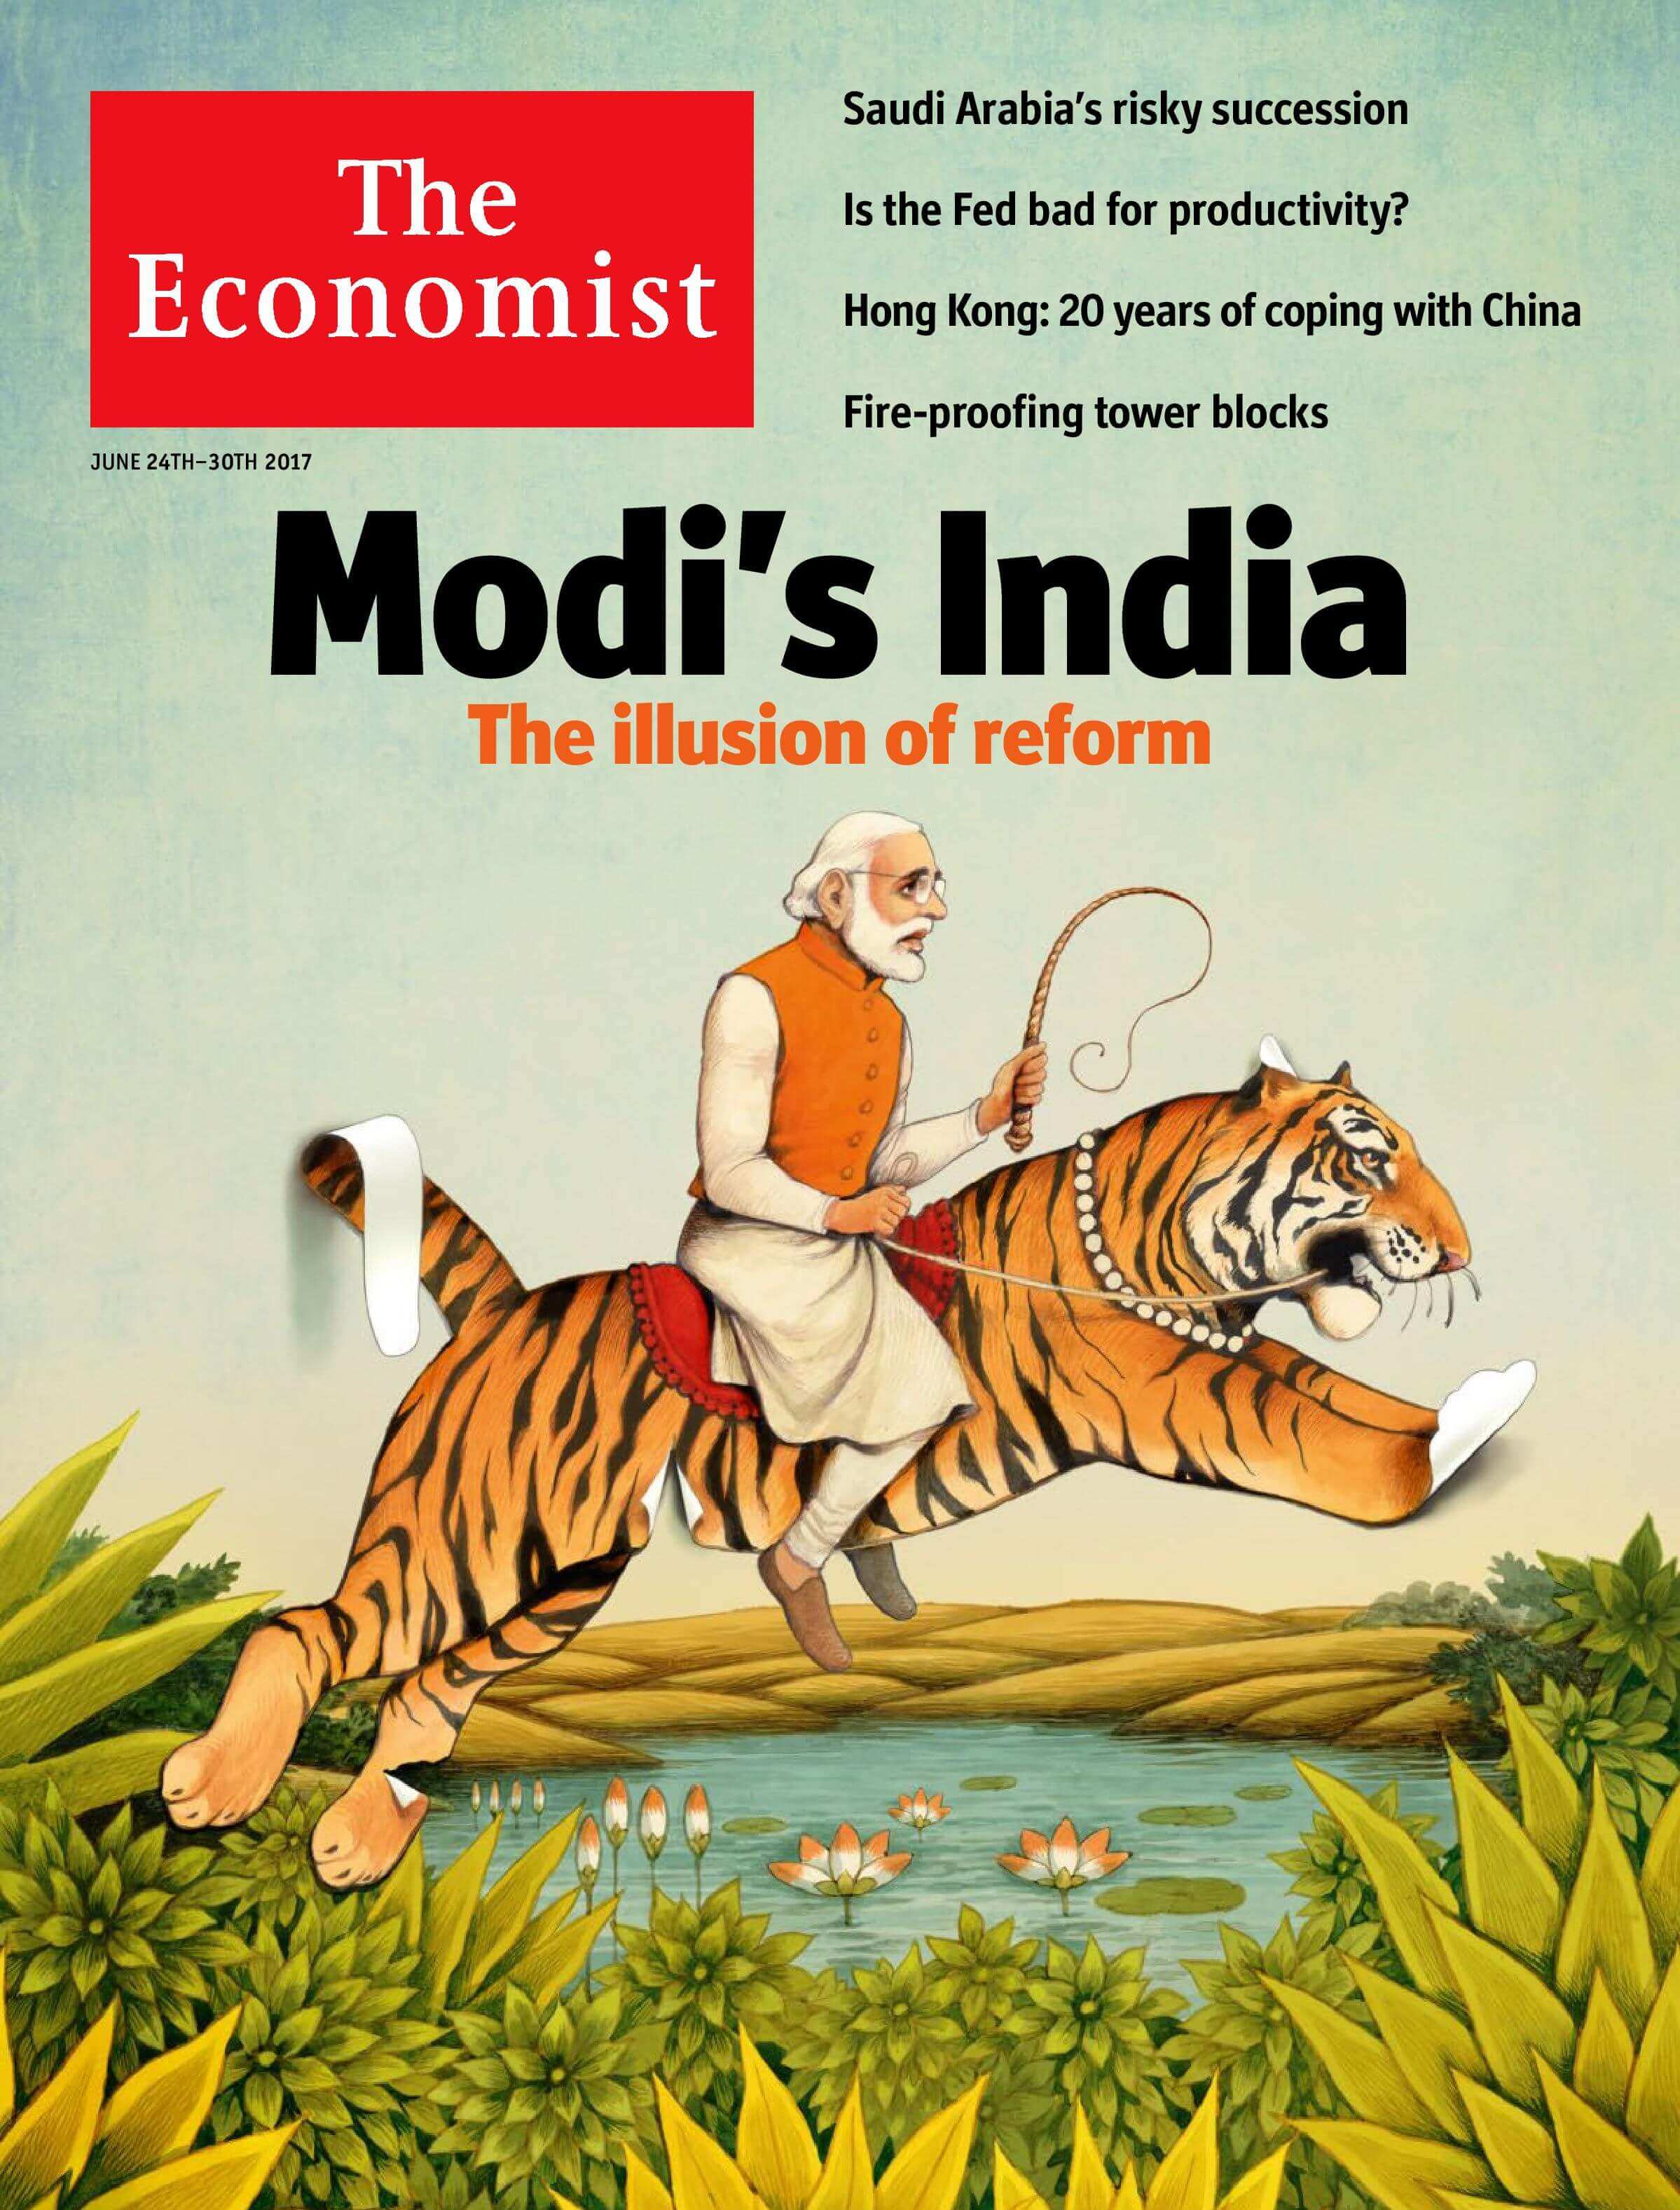 The
Economist
JUNE 24TH–30TH 2017
Saudi Arabia’s risky succession
Is the Fed bad for productivity?
Hong Kong: 20 years of coping with China
Fire-proofing tower blocks
Modi’s India
The illusion of reform